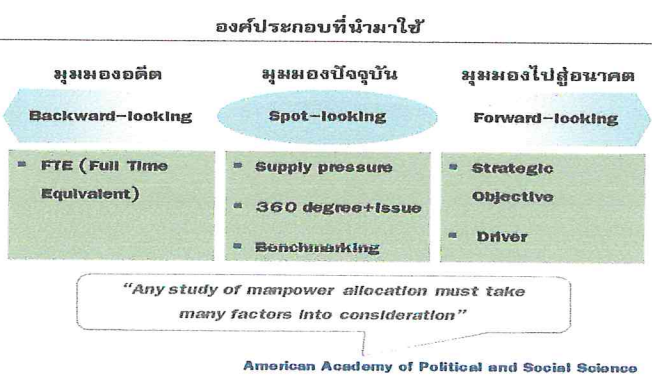 องค์ประกอบที่นำมาใช้
มุมมองอดีต
Backward-looking
FTE (Full Time
Equivalent)
มุมมองปัจจุบัน
Spot-looking
Supply pressure
360 degree+Issue
Benchmarking
มุมมองไปสู่อนาคต
Forward-looking
Strategic
Objective
Driver
"Any study of manpower allocation must take
many factors into consideration"
American Academy of Political and Social Science